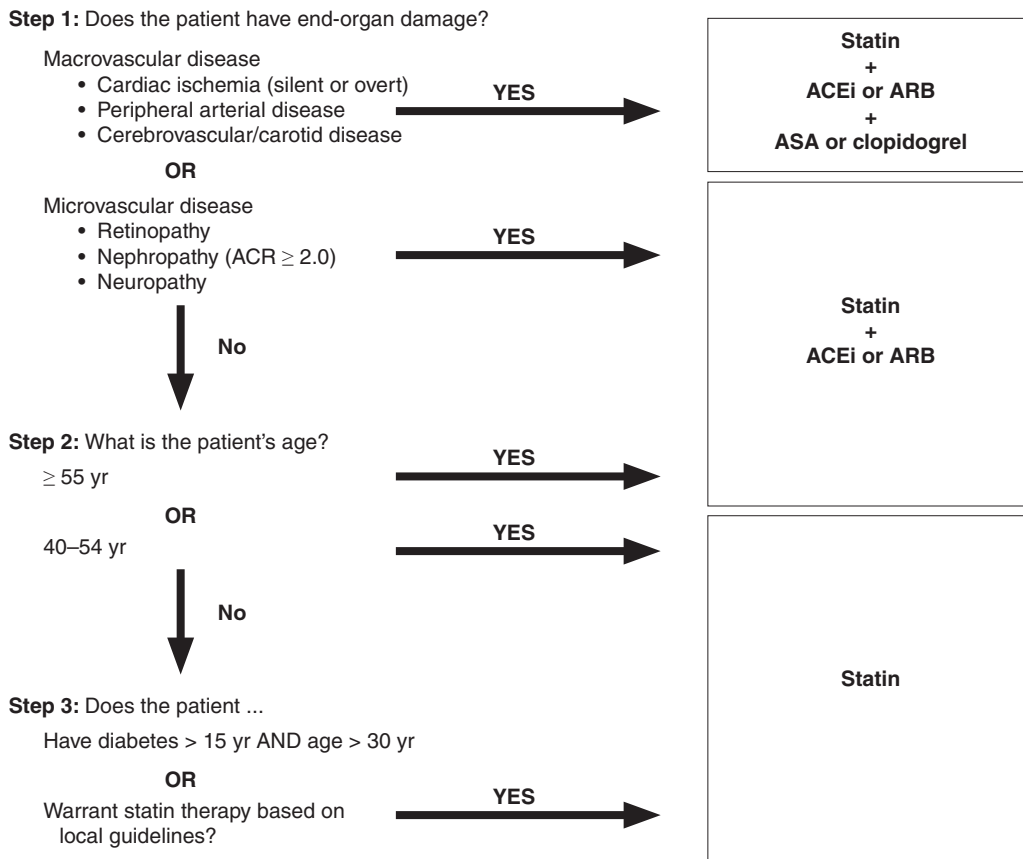 Step 1: Does the patient have end-organ damage?
Macrovascular disease
• Cardiac ischemia (silent or overt)
• Peripheral arterial disease
• Cerebrovascular/carotid disease
YES
Statin
+
ACEi or ARB
+
ASA or clopidogrel
OR
Microvascular disease
• Retinopathy
• Nephropathy (ACR ≥ 2.0)
• Neuropathy
YES
Statin
+
ACEi or ARB
No
Step 2: What is the patient's age?
≥ 55 yr
YES
OR
40–54 yr
YES
No
Statin
Step 3: Does the patient ...
Have diabetes > 15 yr AND age > 30 yr
OR
Warrant statin therapy based on
local guidelines?
YES